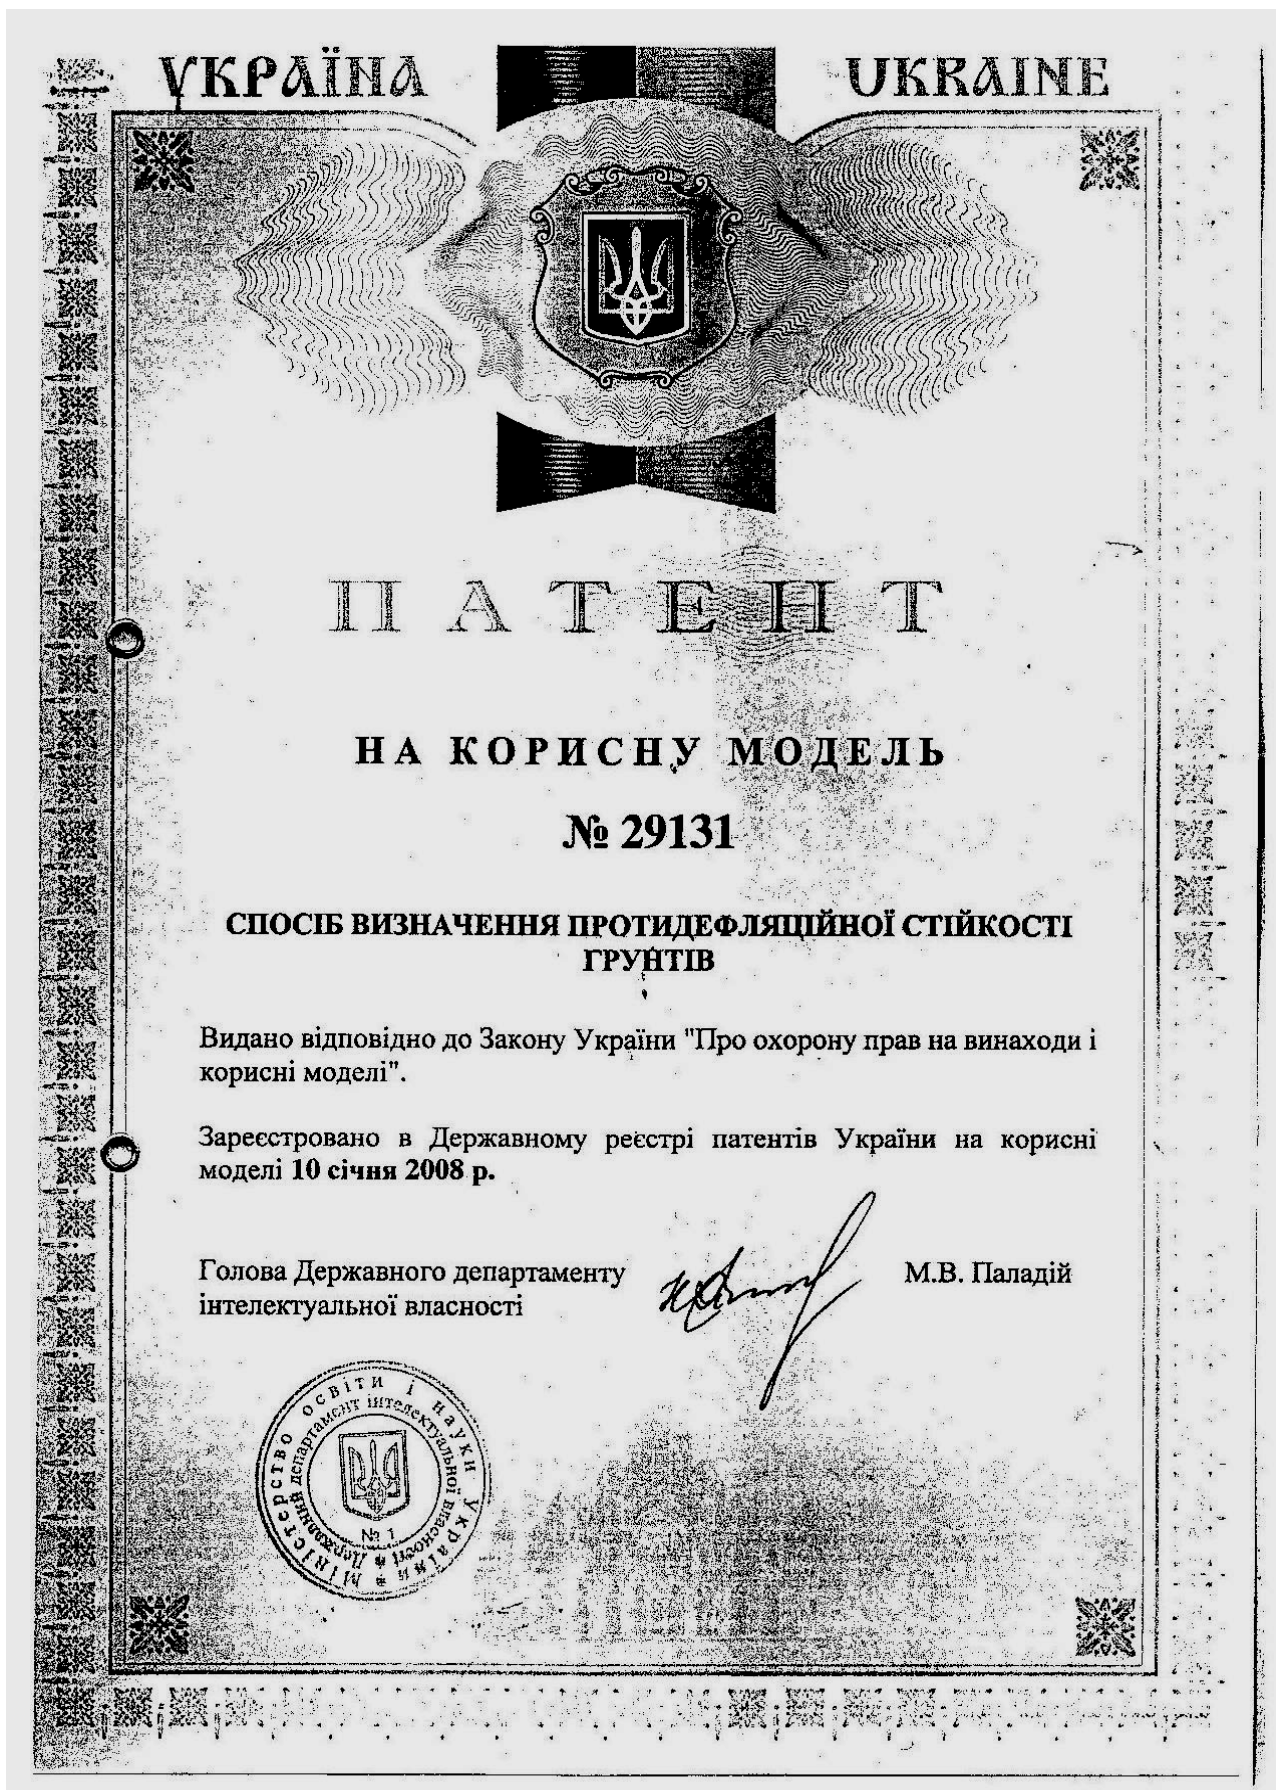 УКРАЇНА
UKRAINE
ПАТЕНТ
НА КОРИСНУ МОДЕЛЬ
№ 29131
СПОСІБ ВИЗНАЧЕННЯ ПРОТИДЕФЛЯЦІЙНОЇ СТІЙКОСТІ
ГРУНТІВ
Видано відповідно до Закону України "Про охорону прав на винаходи і
корисні моделі".
Зареєстровано в Державному реєстрі патентів України на корисні
моделі 10 січня 2008 р.
Голова Державного департаменту
інтелектуальної власності
М.В. Паладій
Міністерство освіти і науки України
Державний департамент інтелектуальної власності
№ 1